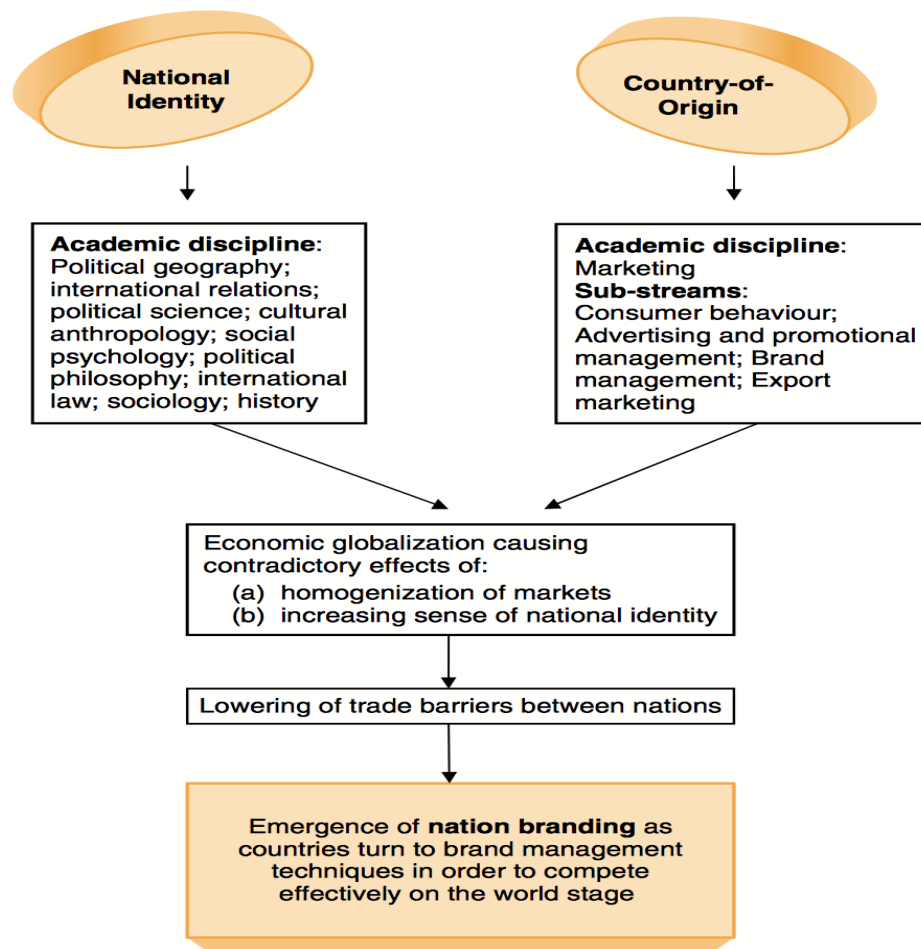 National
Identity
Country-of-
Origin
Academic discipline:
Political geography;
international relations;
political science; cultural
anthropology; social
psychology; political
philosophy; international
law; sociology; history
Academic discipline:
Marketing
Sub-streams:
Consumer behaviour;
Advertising and promotional
management; Brand
management; Export
marketing
Economic globalization causing
contradictory effects of:
(a) homogenization of markets
(b) increasing sense of national identity
Lowering of trade barriers between nations
Emergence of nation branding as
countries turn to brand management
techniques in order to compete
effectively on the world stage